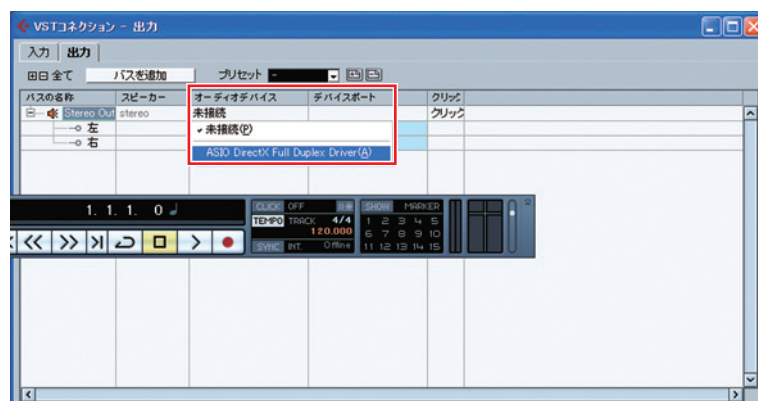 VSTコネクション - 出力
入力 出力
全て バスを追加 プリセット -
バスの名称 スピーカー オーディオデバイス デバイスポート クリック
Stereo Out stereo 未接続 クリック
左 ✓未接続(P)
右 ASIO DirectX Full Duplex Driver(A)
1. 1. 1. 0
CLICK OFF SHOW MARKER
TEMPO TRACK 4/4 1 2 3 4 5
120.000 6 7 8 9 10
SYNC INT. Offline 11 12 13 14 15